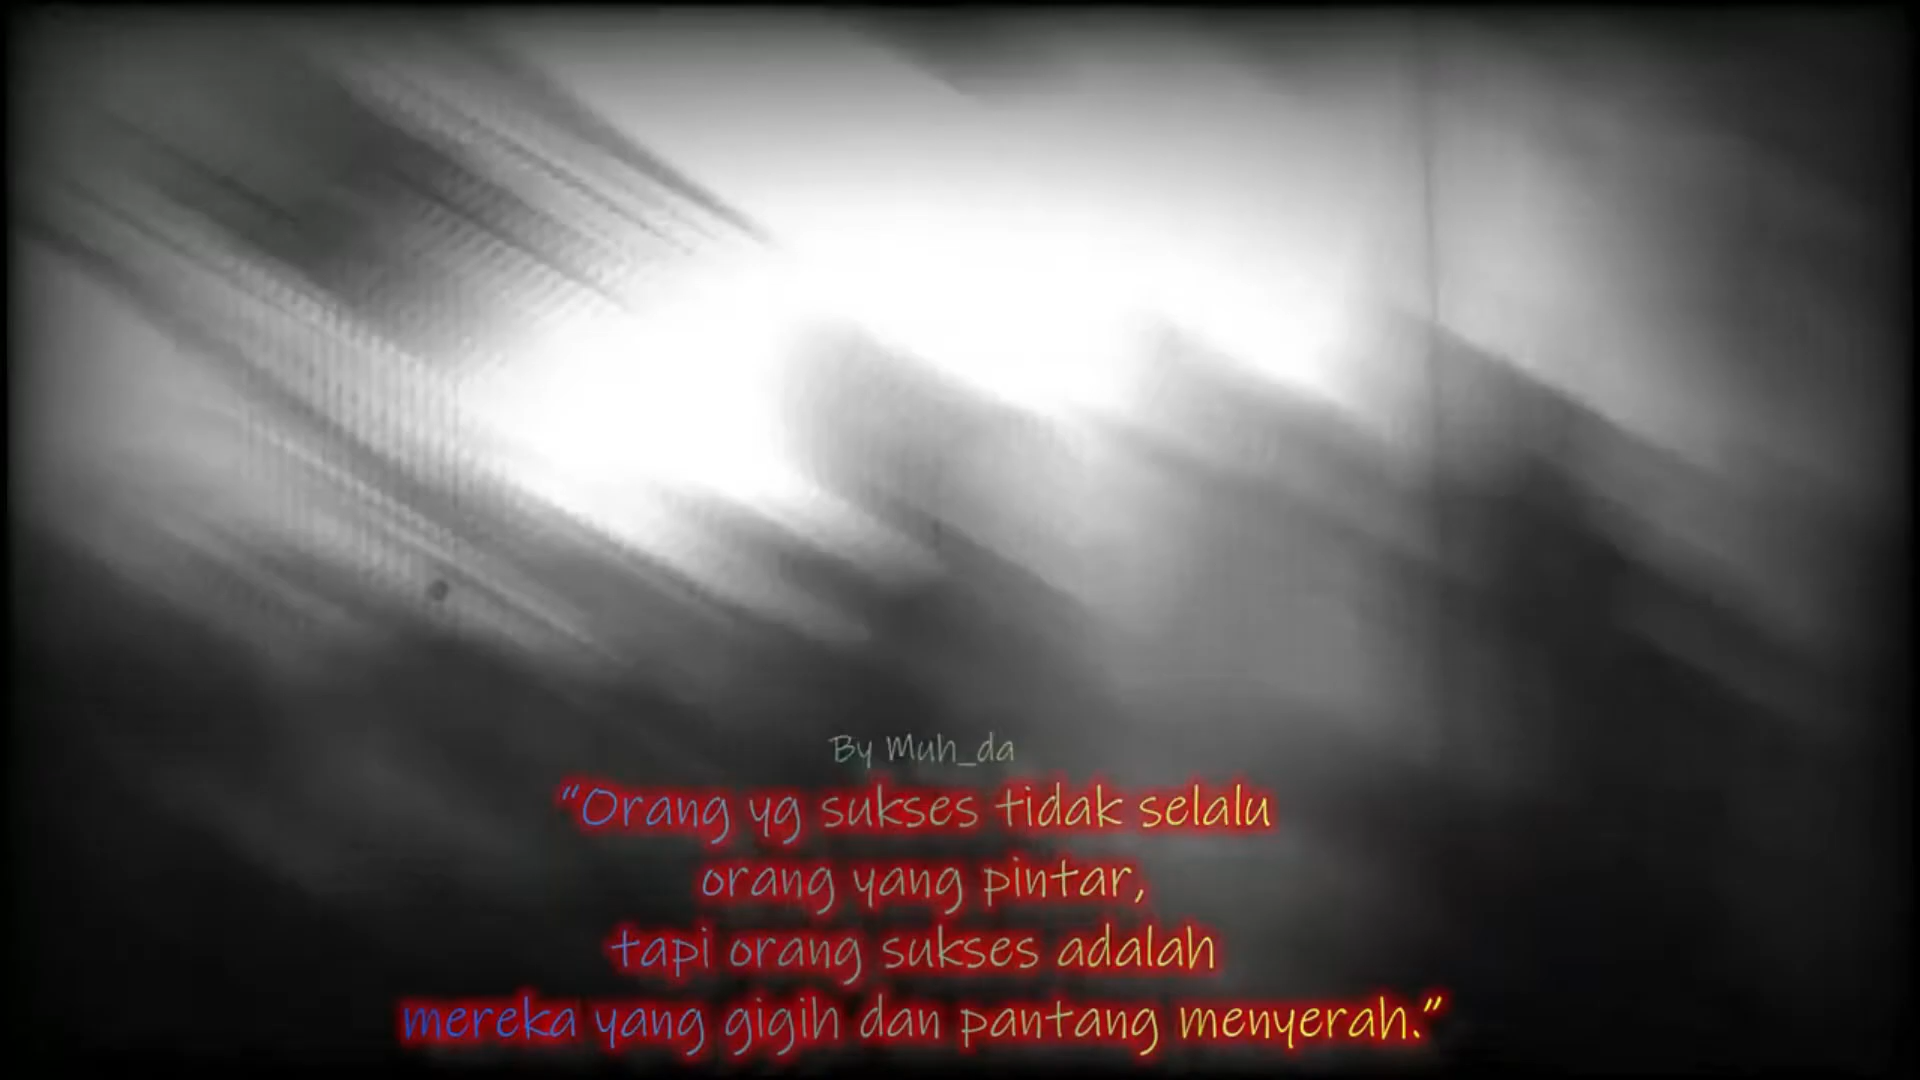 By Muh_da
“Orang yg sukses tidak selalu
orang yang pintar,
tapi orang sukses adalah
mereka yang gigih dan pantang menyerah.”